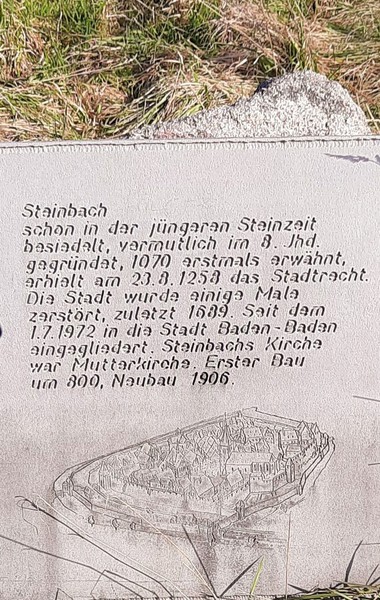 Steinbach
schon in der jüngeren Steinzeit
besiedelt, vermutlich im 8. Jhd.
gegründet, 1070 erstmals erwähnt,
erhielt am 23.8.1258 das Stadtrecht.
Die Stadt wurde einige Male
zerstört, zuletzt 1689. Seit dem
1.7.1972 in die Stadt Baden-Baden
eingegliedert. Steinbachs Kirche
war Mutterkirche. Erster Bau
um 800, Neubau 1906.